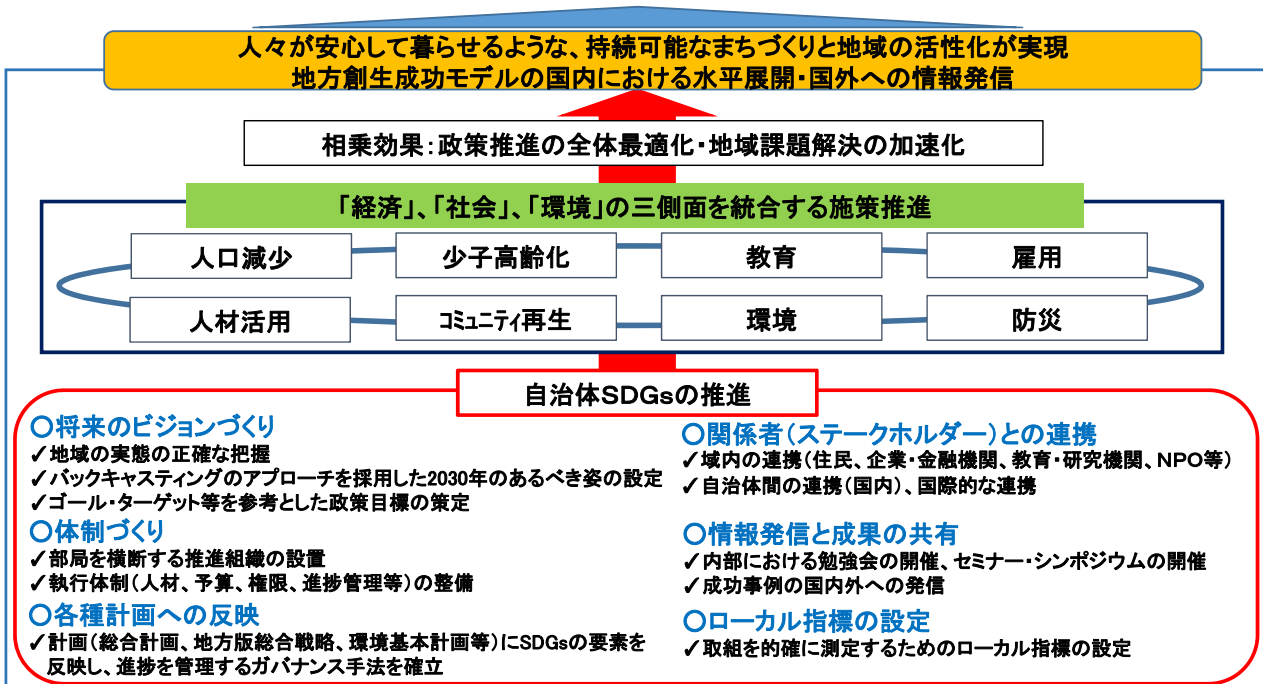 人々が安心して暮らせるような、持続可能なまちづくりと地域の活性化が実現
地方創生成功モデルの国内における水平展開・国外への情報発信
相乗効果：政策推進の全体最適化・地域課題解決の加速化
「経済」、「社会」、「環境」の三側面を統合する施策推進
人口減少
少子高齢化
教育
雇用
人材活用
コミュニティ再生
環境
防災
自治体SDGsの推進
○将来のビジョンづくり
✓地域の実態の正確な把握
✓バックキャスティングのアプローチを採用した2030年のあるべき姿の設定
✓ゴール・ターゲット等を参考とした政策目標の策定
○体制づくり
✓部局を横断する推進組織の設置
✓執行体制（人材、予算、権限、進捗管理等）の整備
○各種計画への反映
✓計画（総合計画、地方版総合戦略、環境基本計画等）にSDGsの要素を
反映し、進捗を管理するガバナンス手法を確立
○関係者（ステークホルダー）との連携
✓域内の連携（住民、企業・金融機関、教育・研究機関、NPO等）
✓自治体間の連携（国内）、国際的な連携
○情報発信と成果の共有
✓内部における勉強会の開催、セミナー・シンポジウムの開催
✓成功事例の国内外への発信
○ローカル指標の設定
✓取組を的確に測定するためのローカル指標の設定